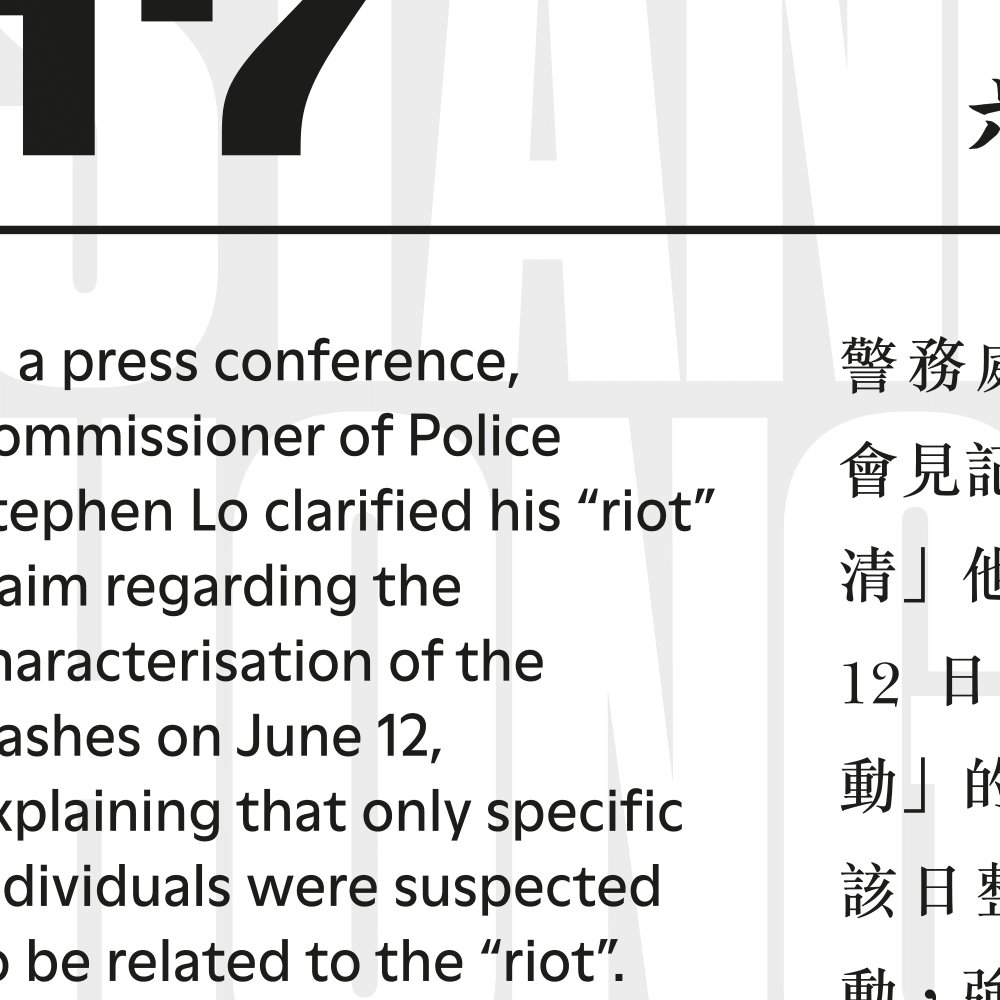 17
a press conference,
ommissioner of Police
tephen Lo clarified his “riot”
aim regarding the
haracterisation of the
ashes on June 12,
xplaining that only specific
dividuals were suspected
o be related to the “riot”.
六
警務處
會見記
清」他
12 日
動」的
該日整
動，強